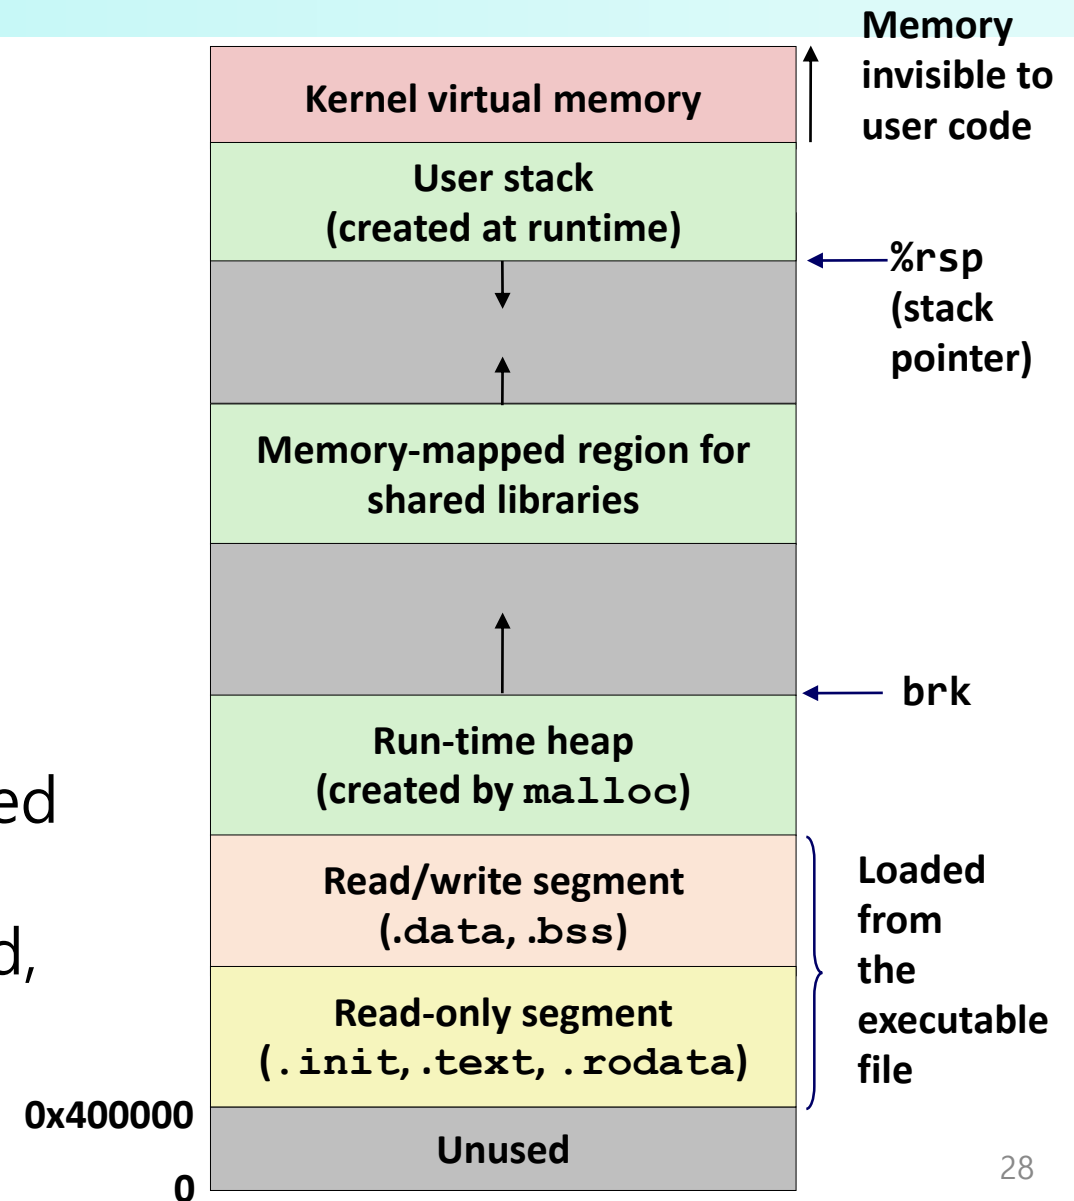 Memory
invisible to
user code
Kernel virtual memory
User stack
(created at runtime)
%rsp
(stack
pointer)
Memory-mapped region for
shared libraries
brk
Run-time heap
(created by malloc)
ed
d,
Read/write segment
(.data, .bss)
Loaded
from
the
executable
file
Read-only segment
(.init, .text, .rodata)
0x400000
Unused
0
28